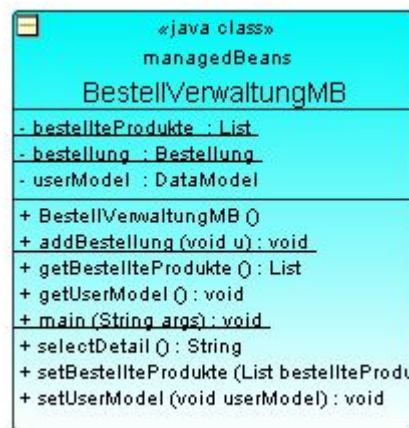 «java class»
managedBeans
BestellVerwaltungMB
- bestellteProdukte : List
- bestellung : Bestellung
- userModel : DataModel
+ BestellVerwaltungMB ()
+ addBestellung (void u) : void
+ getBestellteProdukte () : List
+ getUserModel () : void
+ main (String args) : void
+ selectDetail () : String
+ setBestellteProdukte (List bestellteProdu
+ setUserModel (void userModel) : void